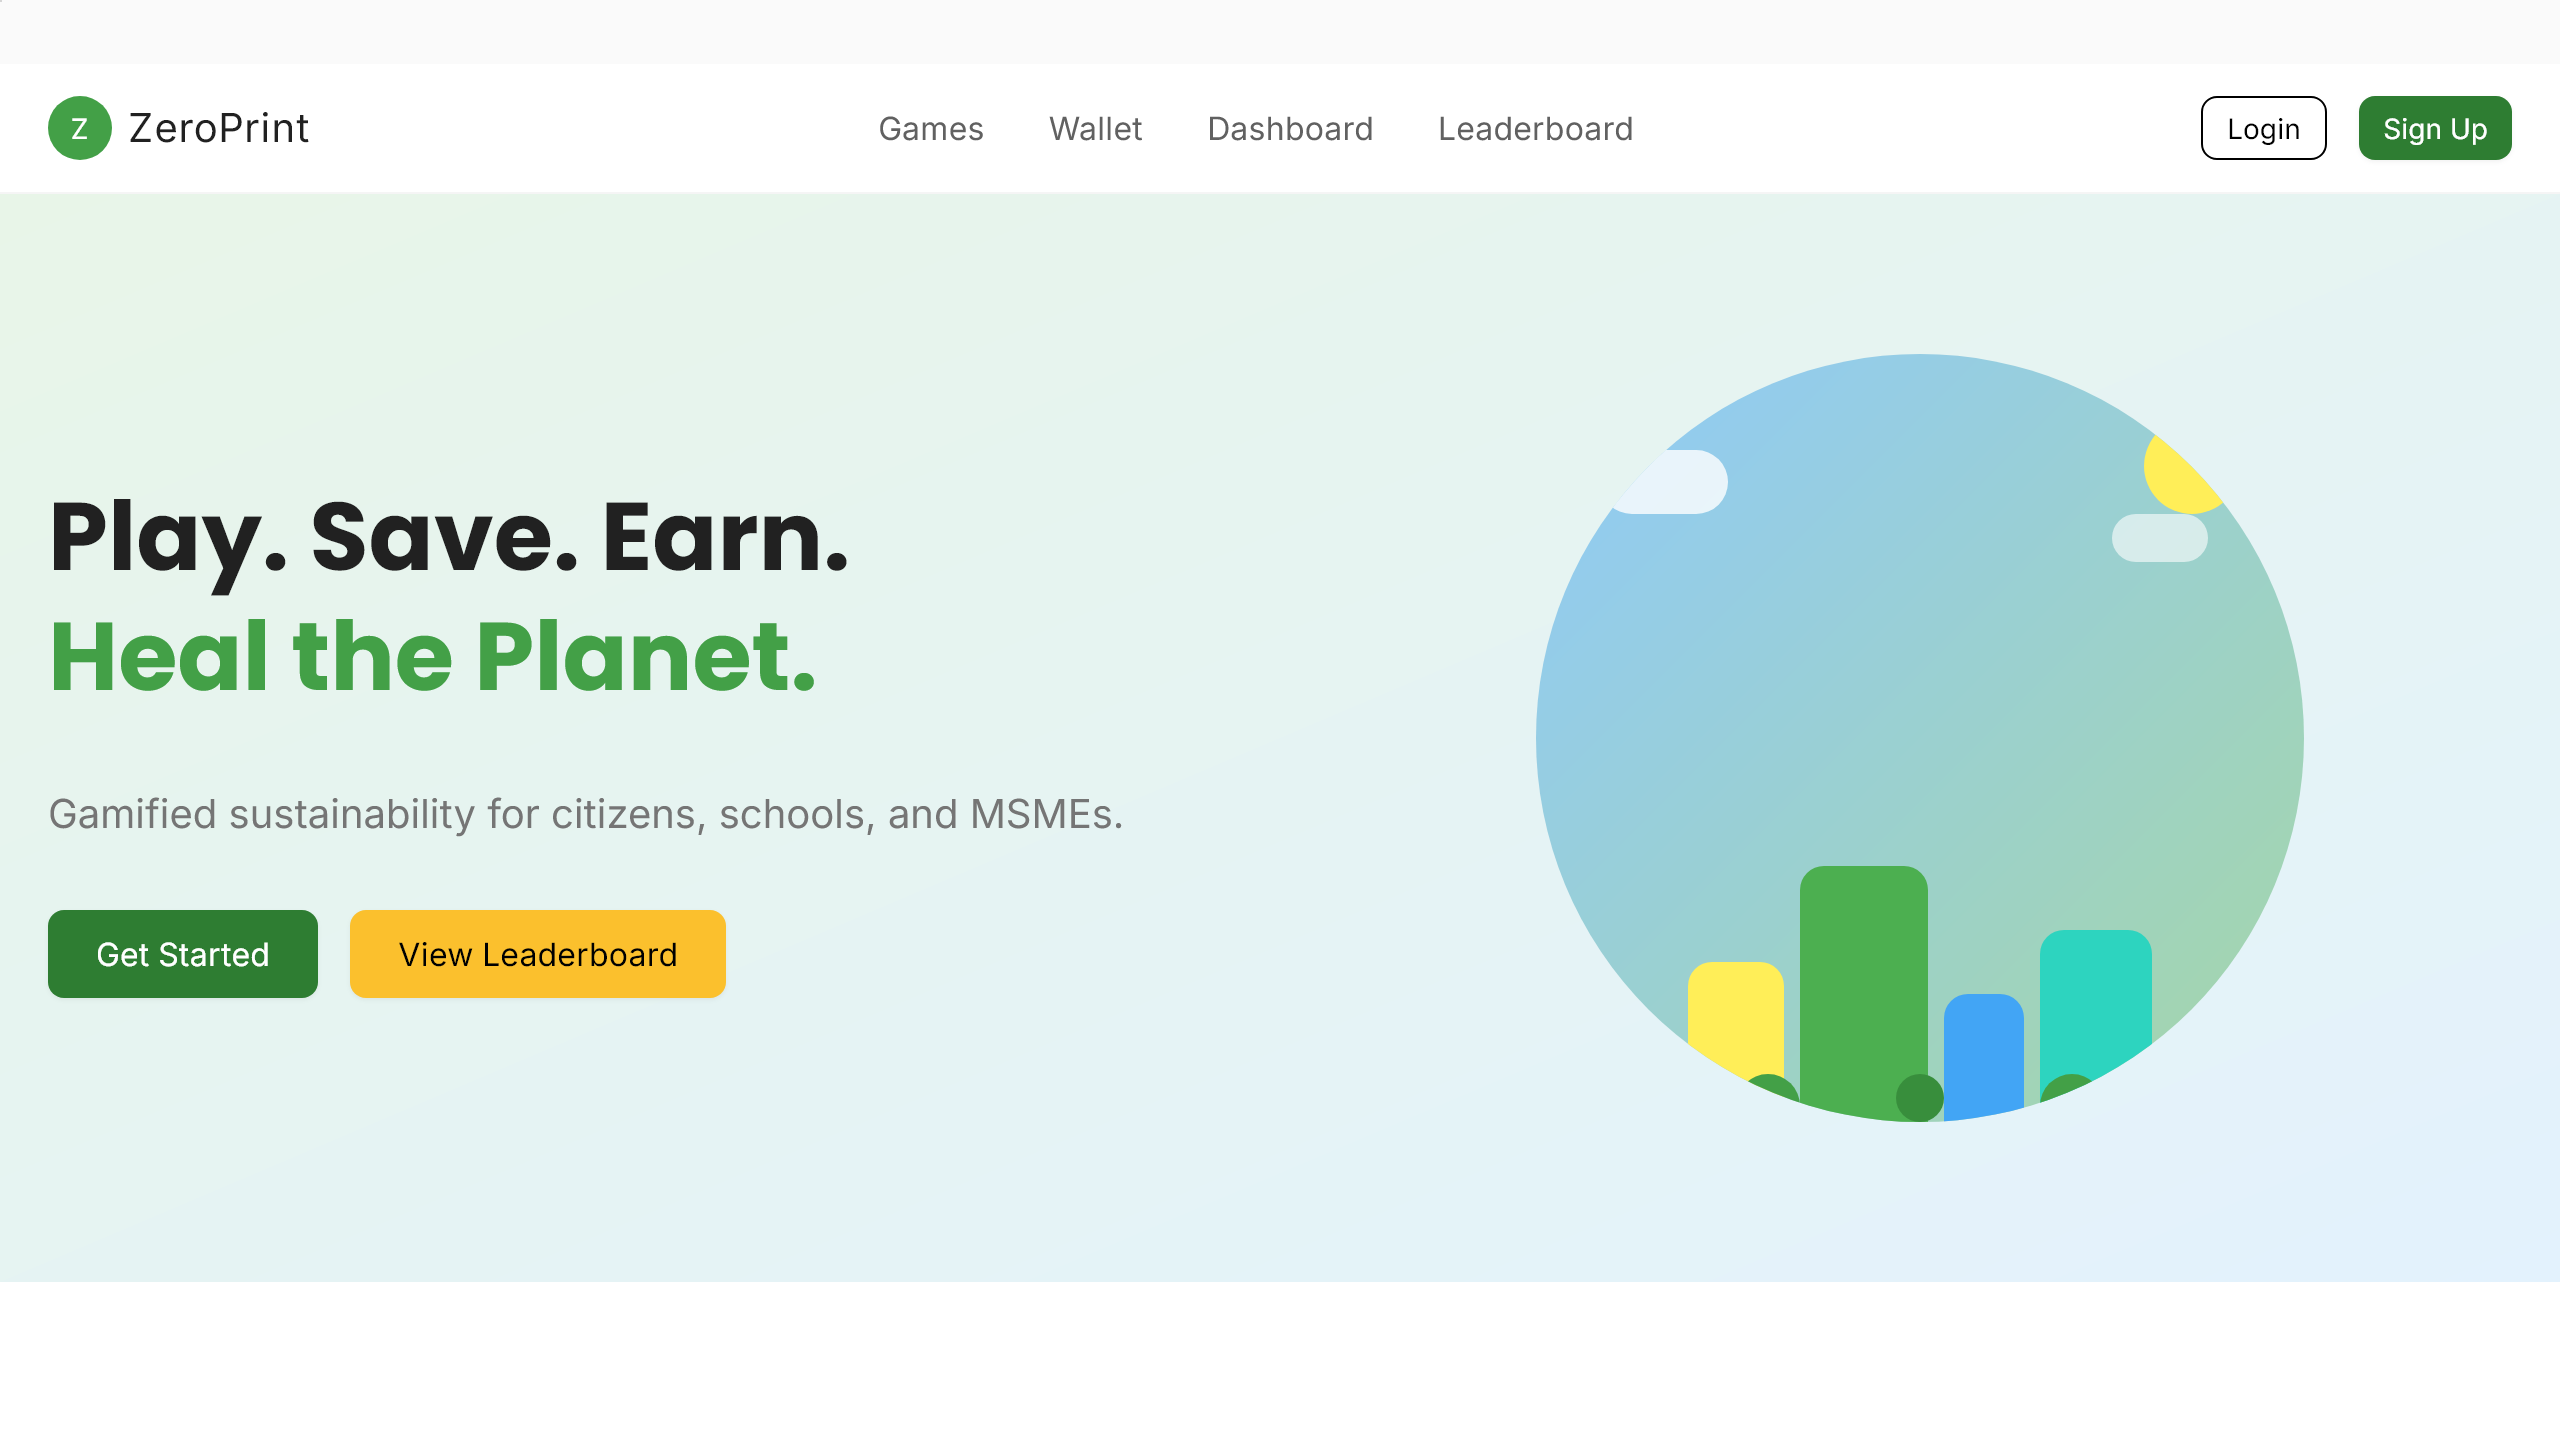 Z ZeroPrint
Games Wallet Dashboard Leaderboard
Login Sign Up
Play. Save. Earn.
Heal the Planet.
Gamified sustainability for citizens, schools, and MSMEs.
Get Started View Leaderboard